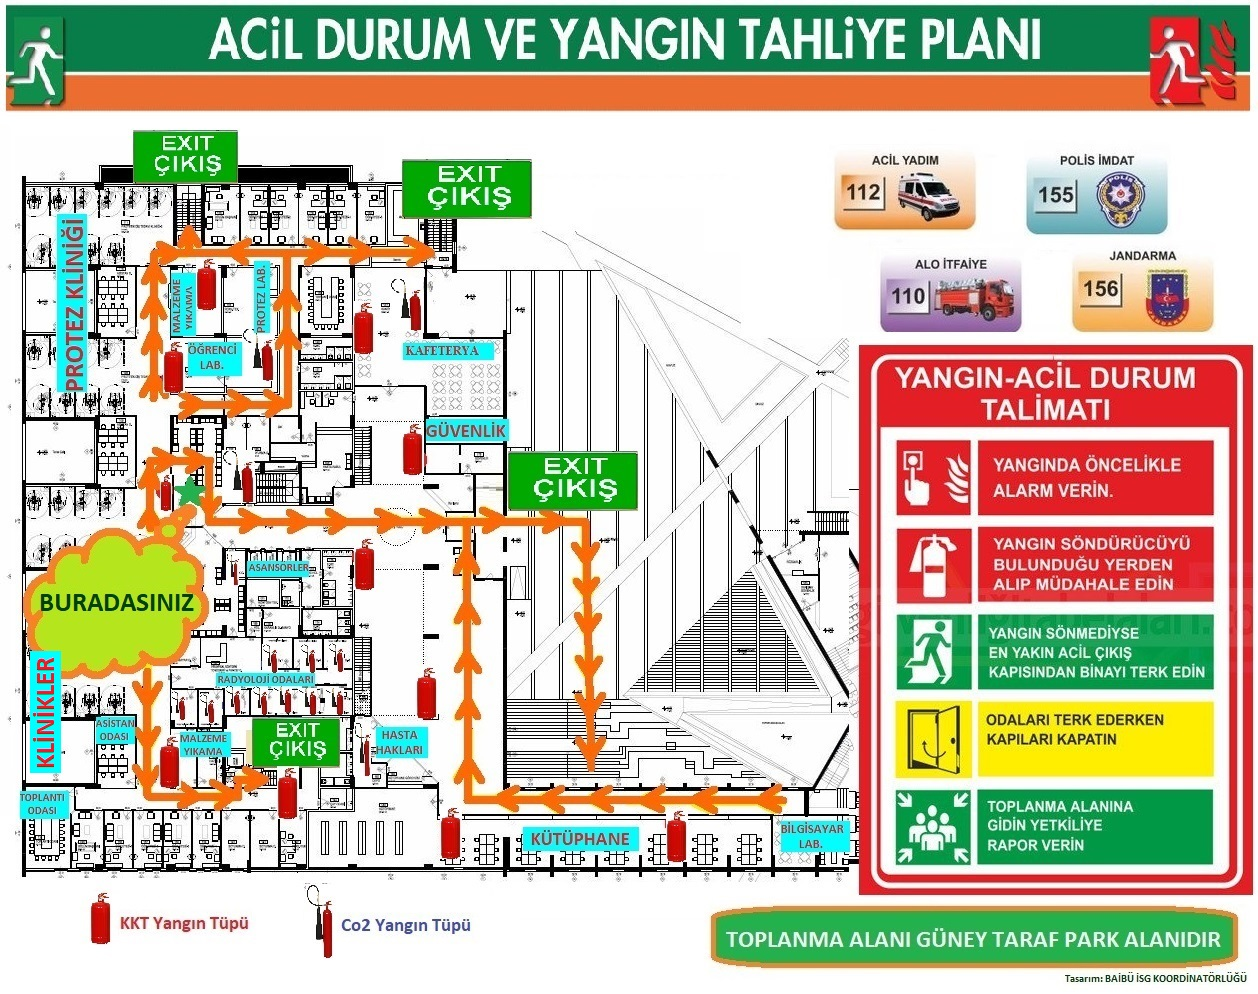 ACiL DURUM VE YANGIN TAHLiYE PLANI
EXIT
ÇIKIŞ
EXIT
ÇIKIŞ
ACİL YADIM
112
POLİS İMDAT
155
POLİS
ALO İTFAİYE
110
JANDARMA
156
PROTEZ KLİNİĞİ
MALZEME
YIKAMA
PROTEZ LAB.
ÖĞRENCİ
LAB.
KAFETERYA
GÜVENLİK
EXIT
ÇIKIŞ
BURADASINIZ
ASANSORLER
RADYOLOJİ ODALARI
KLİNİKLER
ASİSTAN
ODASI
MALZEME
YIKAMA
EXIT
ÇIKIŞ
HASTA
HAKLARI
TOPLANTI
ODASI
KÜTÜPHANE
BİLGİSAYAR
LAB.
YANGIN-ACİL DURUM
TALİMATI
YANGINDA ÖNCELİKLE
ALARM VERİN.
YANGIN SÖNDÜRÜCÜYÜ
BULUNDUĞU YERDEN
ALIP MÜDAHALE EDİN
YANGIN SÖNMEDİYSE
EN YAKIN ACİL ÇIKIŞ
KAPISINDAN BİNAYI TERK EDİN
ODALARI TERK EDERKEN
KAPILARI KAPATIN
TOPLANMA ALANINA
GİDİN YETKİLİYE
RAPOR VERİN
KKT Yangın Tüpü
Co2 Yangın Tüpü
TOPLANMA ALANI GÜNEY TARAF PARK ALANIDIR
Tasarım: BAİBÜ İSG KOORDİNATÖRLÜĞÜ